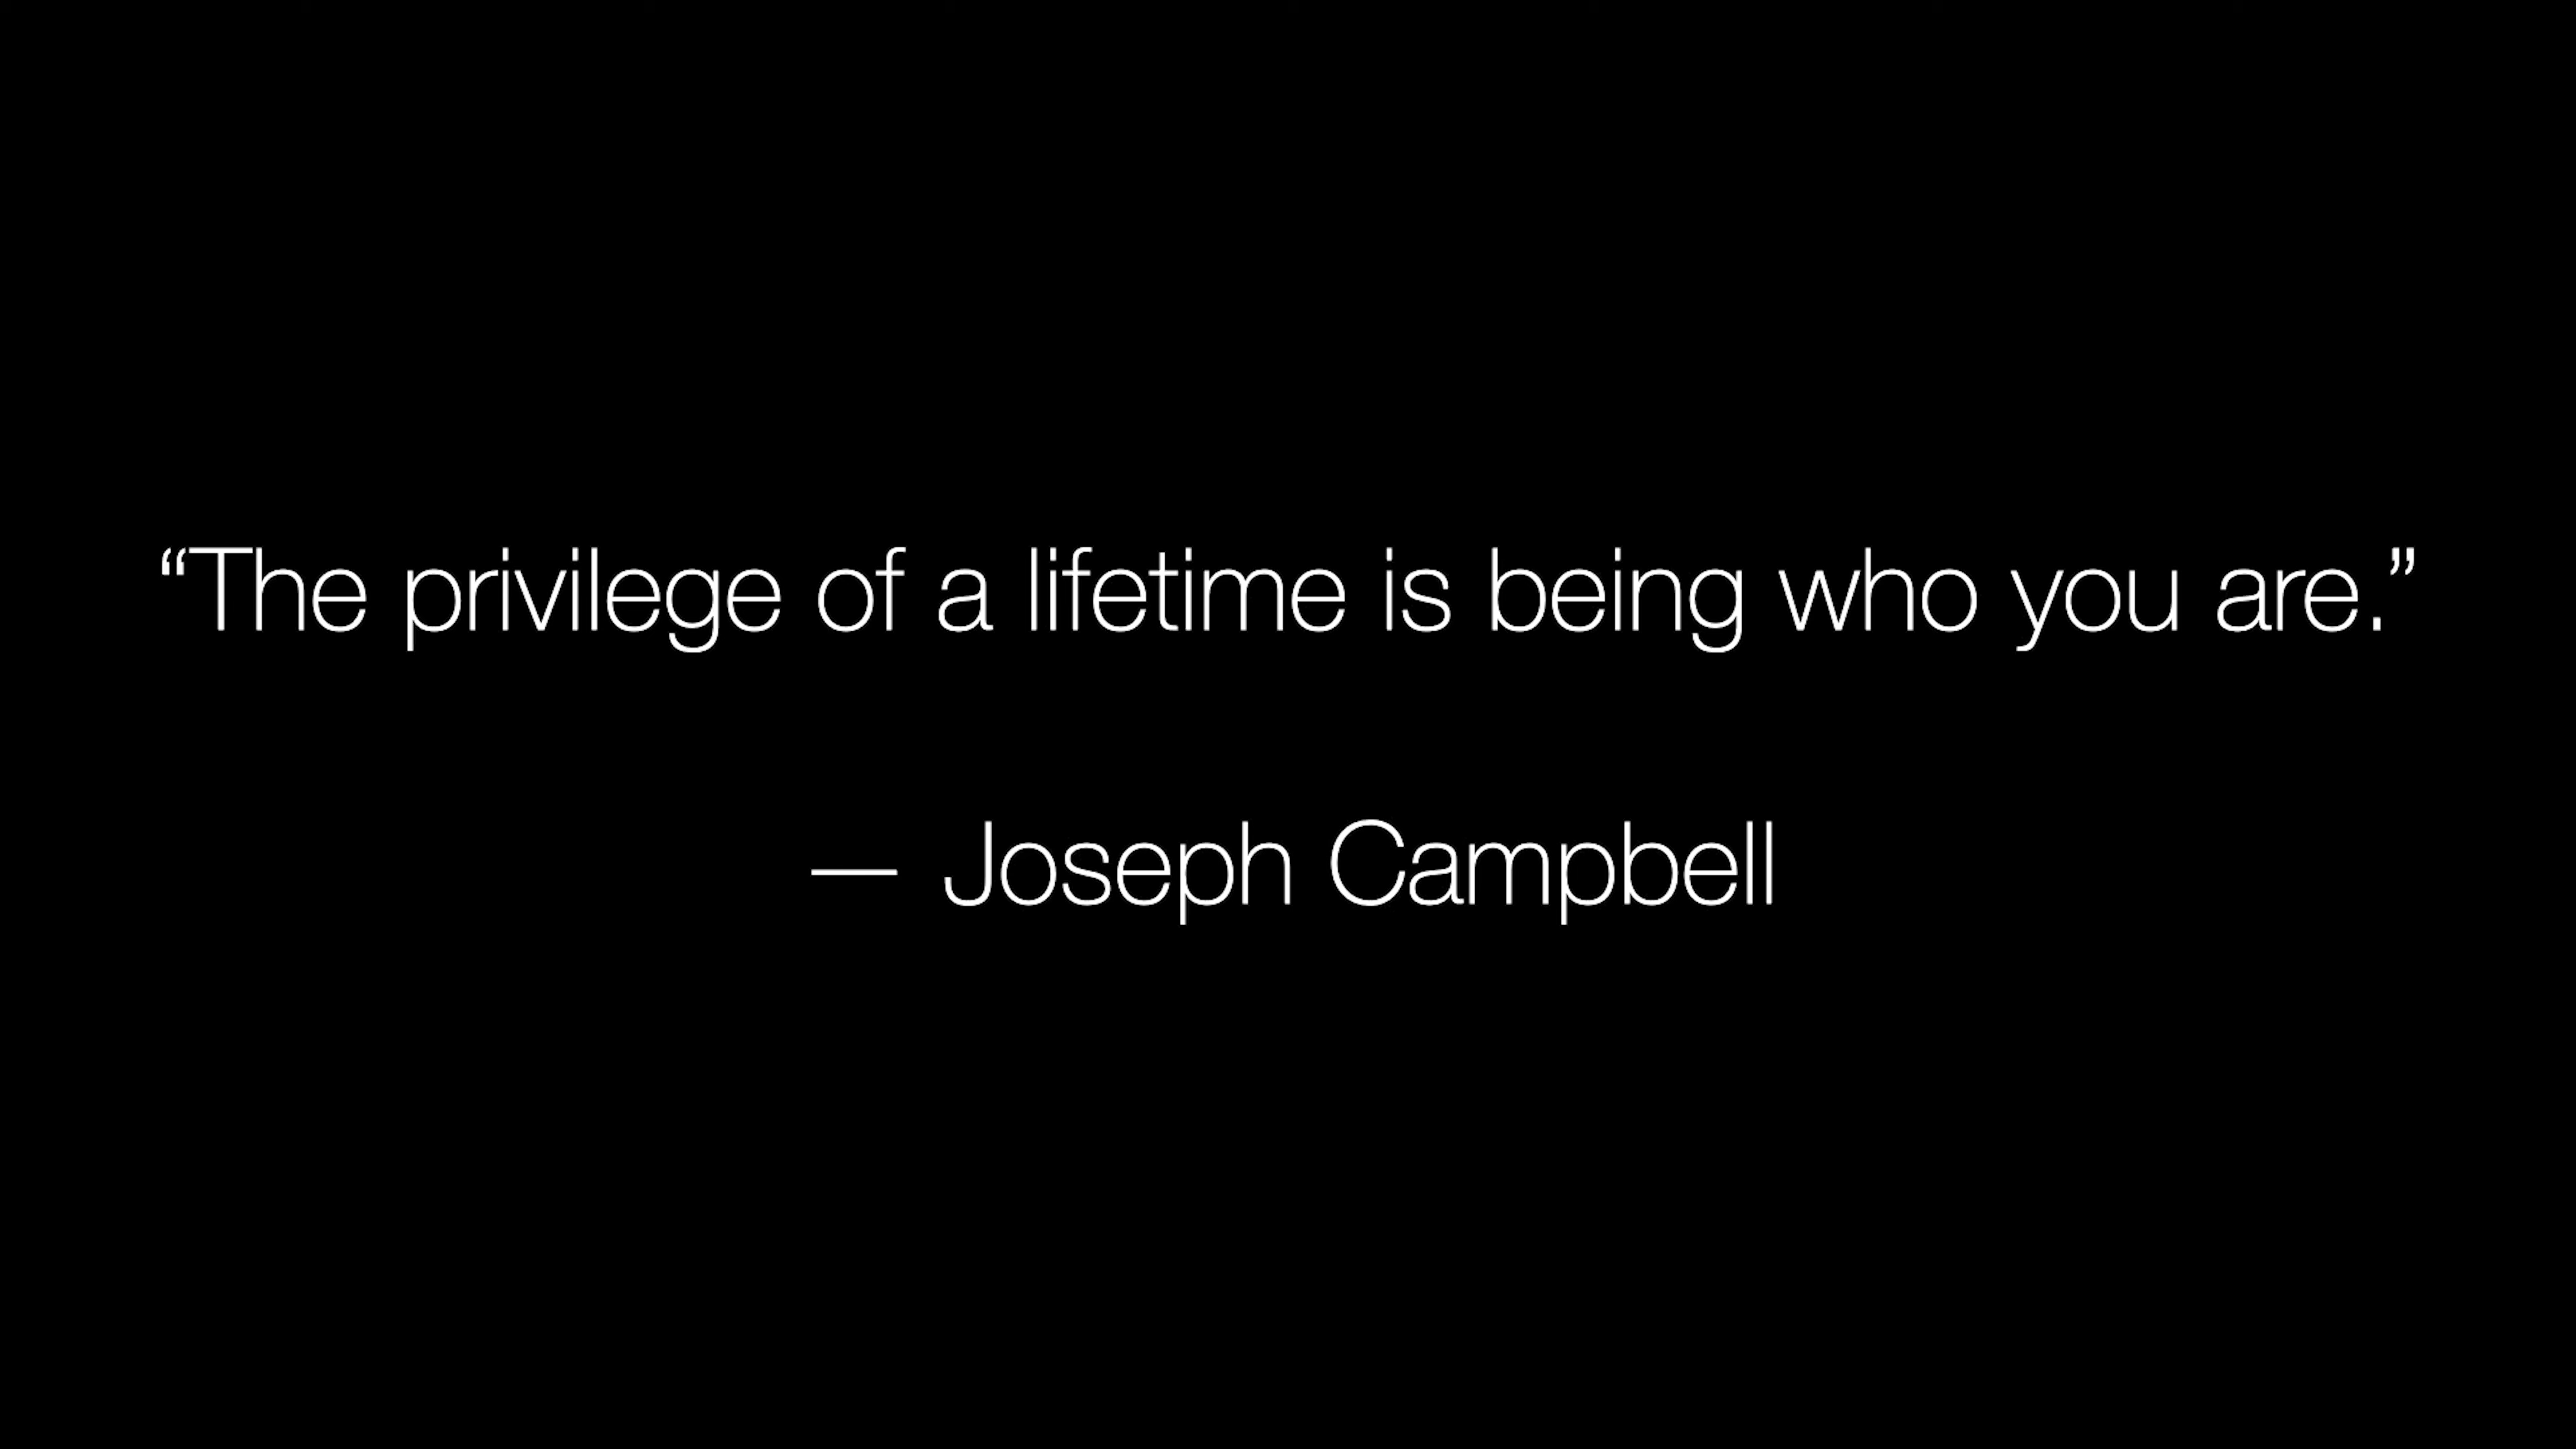 “The privilege of a lifetime is being who you are.”
— Joseph Campbell